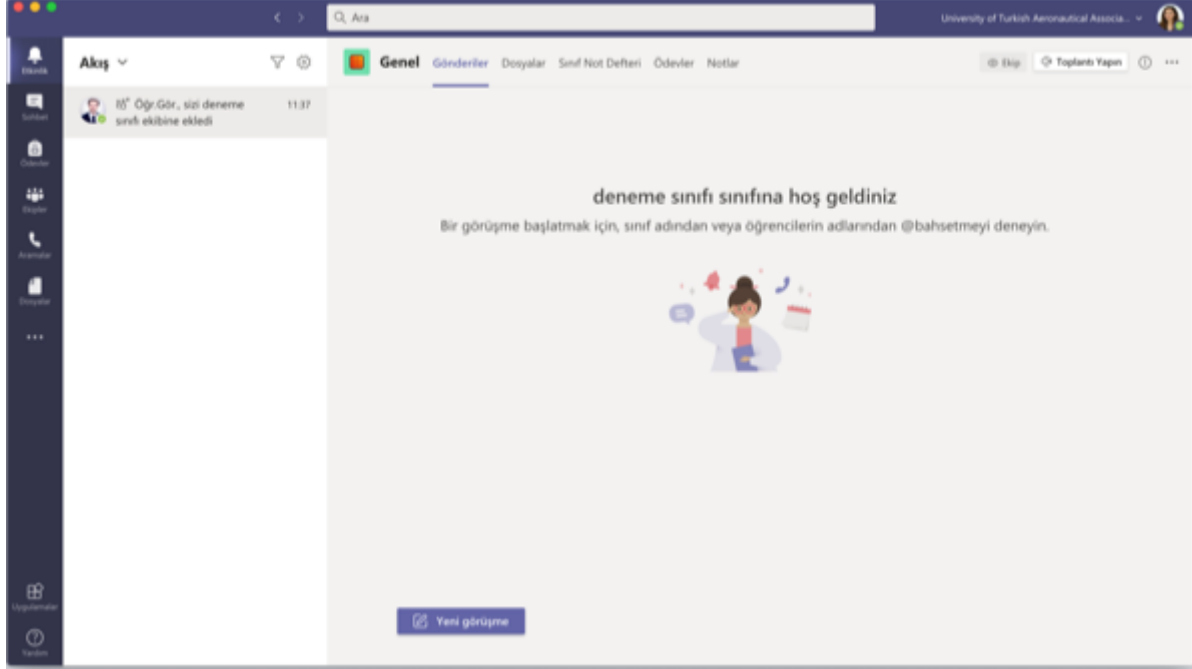 Ara
University of Turkish Aeronautical Associa...
Etkinlik
Sohbet
Ödevler
Ekipler
Aramalar
Dosyalar
Uygulamalar
Yardım
Akış
Öğr.Gör., sizi deneme
sınıfı ekibine ekledi
11:37
Genel Gönderiler Dosyalar Sınıf Not Defteri Ödevler Notlar
Ekip Toplantı Yapın
deneme sınıfı sınıfına hoş geldiniz
Bir görüşme başlatmak için, sınıf adından veya öğrencilerin adlarından @bahsetmeyi deneyin.
Yeni görüşme